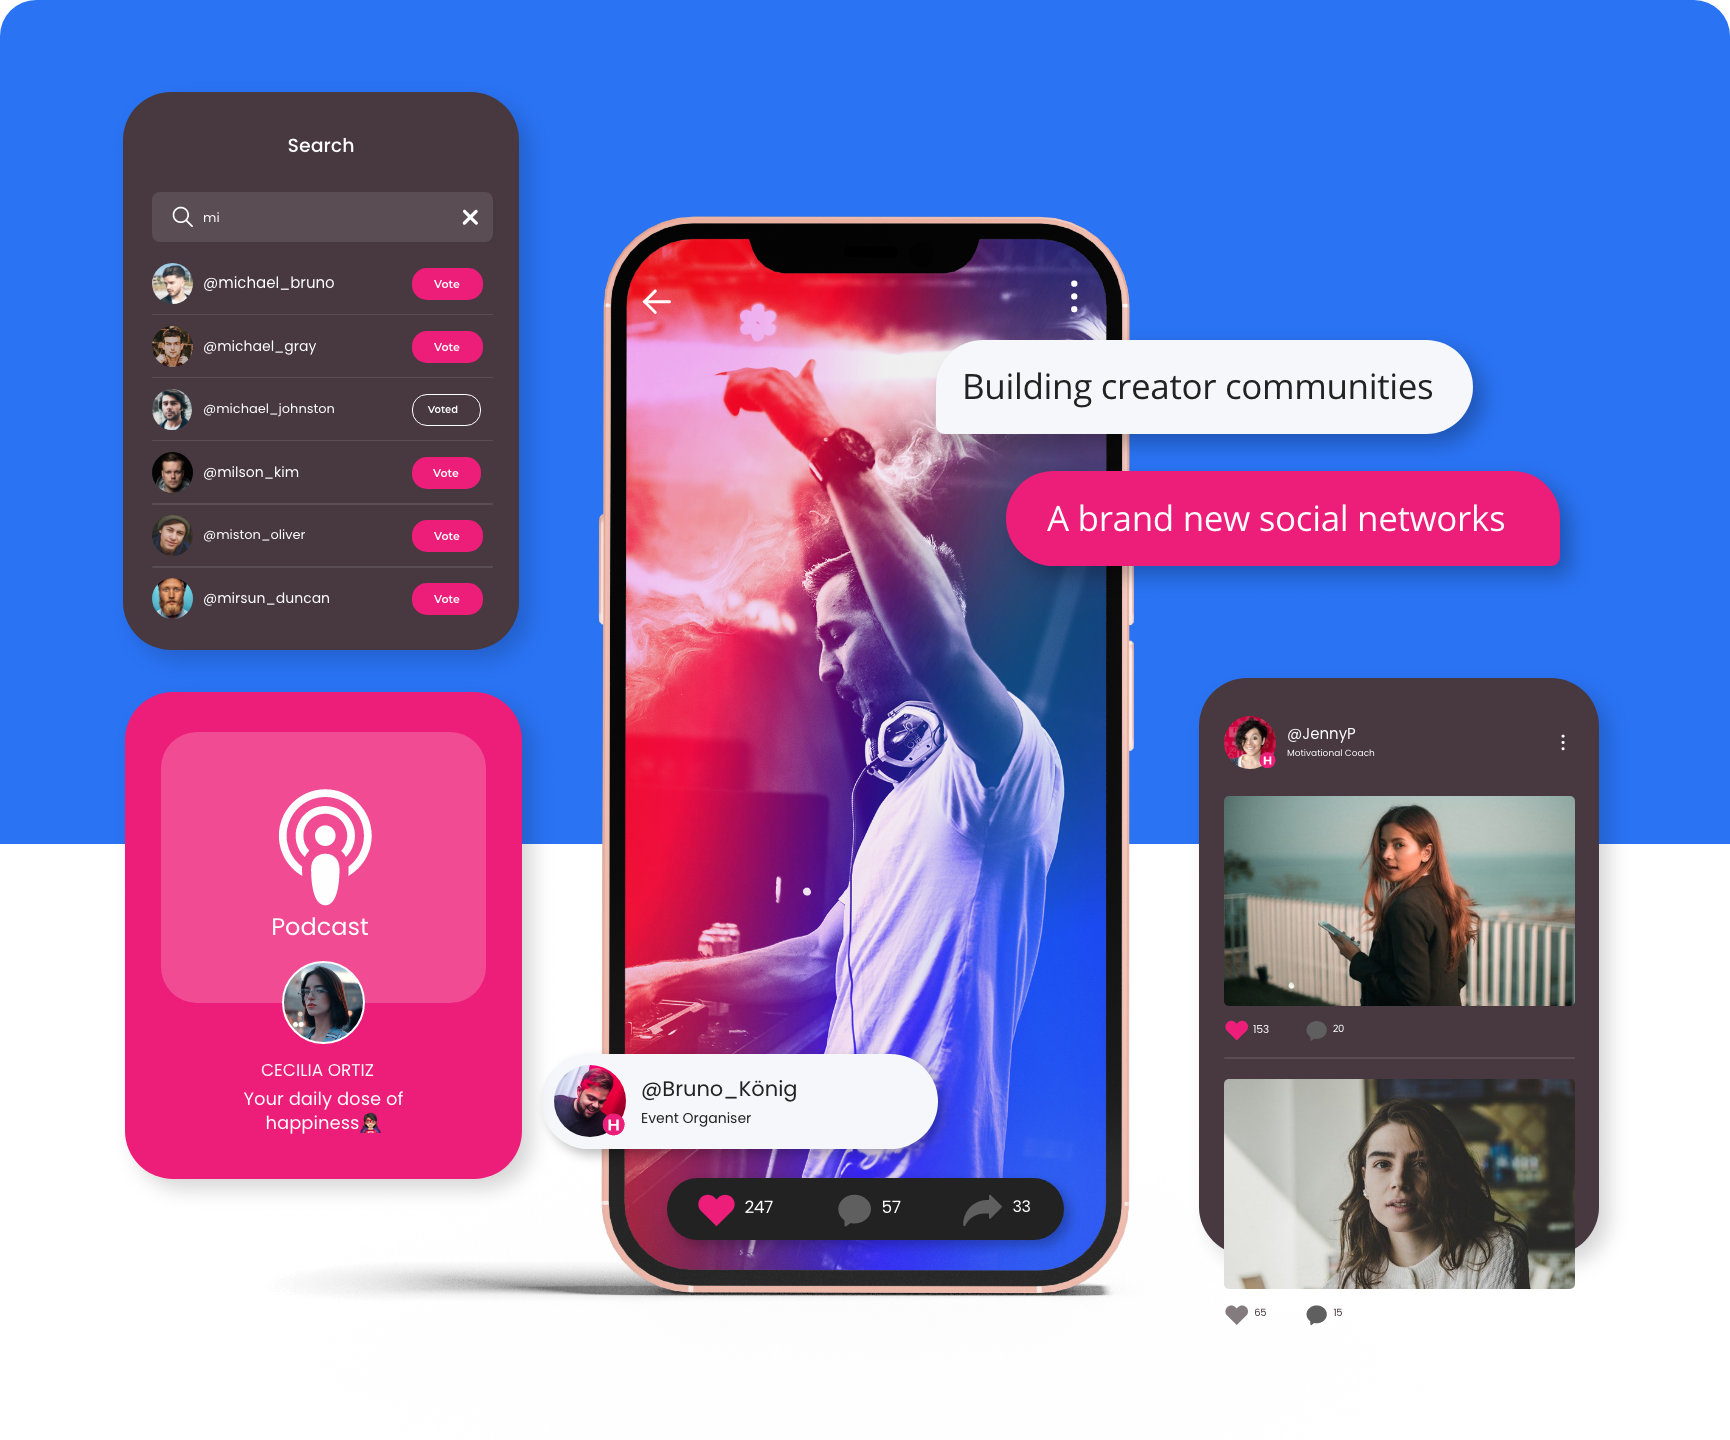 Search
mi
@michael_bruno
Vote
@michael_gray
Vote
@michael_johnston
Voted
@milson_kim
Vote
@miston_oliver
Vote
@mirsun_duncan
Vote
Podcast
CECILIA ORTIZ
Your daily dose of
happiness
Building creator communities
A brand new social networks
@Bruno_König
Event Organiser
H
247
57
33
@JennyP
Motivational Coach
H
153
20
65
15